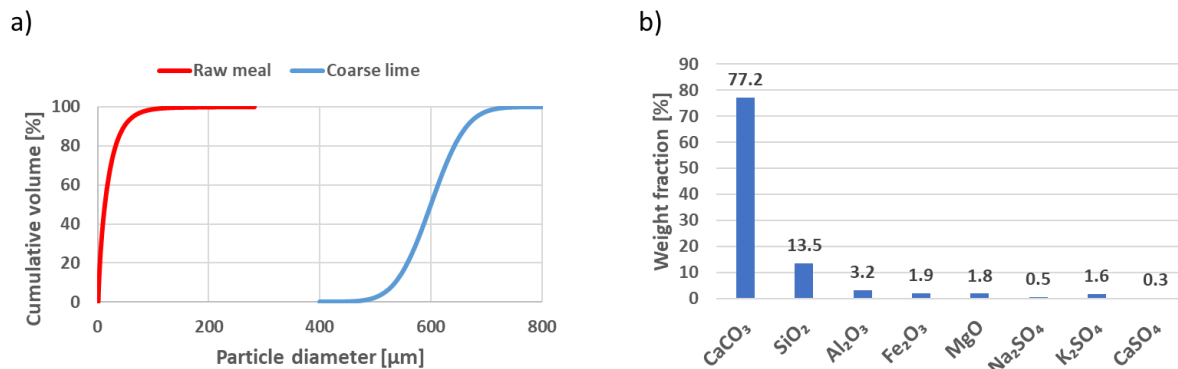 a)
Raw meal
Coarse lime
Cumulative volume [%]
100
80
60
40
20
0
0 200 400 600 800
Particle diameter [µm]
b)
Weight fraction [%]
90
80
70
60
50
40
30
20
10
0
77.2
13.5
3.2
1.9
1.8
0.5
1.6
0.3
CaCO₃
SiO₂
Al₂O₃
Fe₂O₃
MgO
Na₂SO₄
K₂SO₄
CaSO₄